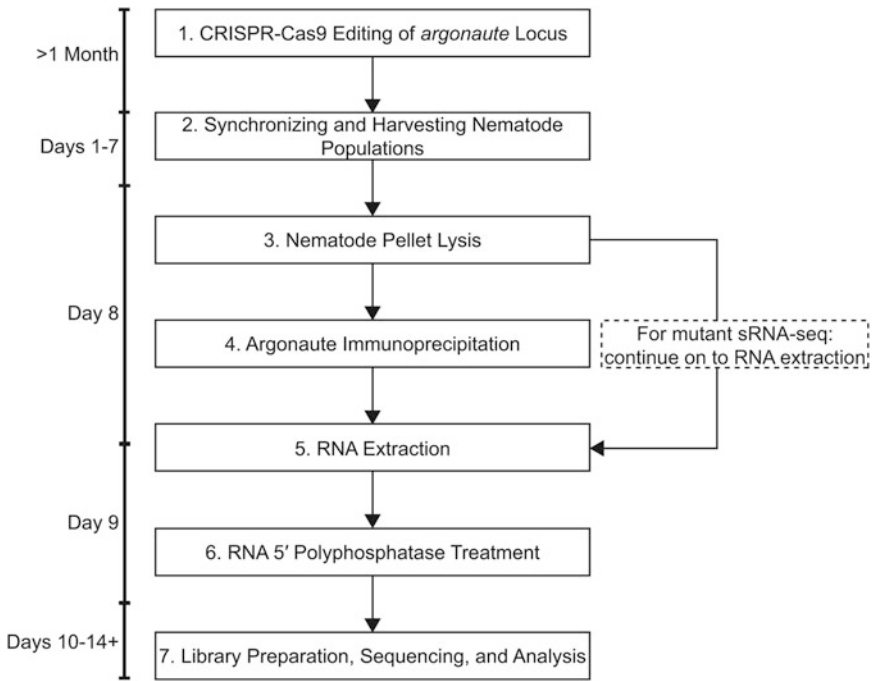 >1 Month
1. CRISPR-Cas9 Editing of argonaute Locus
Days 1-7
2. Synchronizing and Harvesting Nematode
Populations
Day 8
3. Nematode Pellet Lysis
4. Argonaute Immunoprecipitation
For mutant sRNA-seq:
continue on to RNA extraction
5. RNA Extraction
Day 9
6. RNA 5′ Polyphosphatase Treatment
Days 10-14+
7. Library Preparation, Sequencing, and Analysis